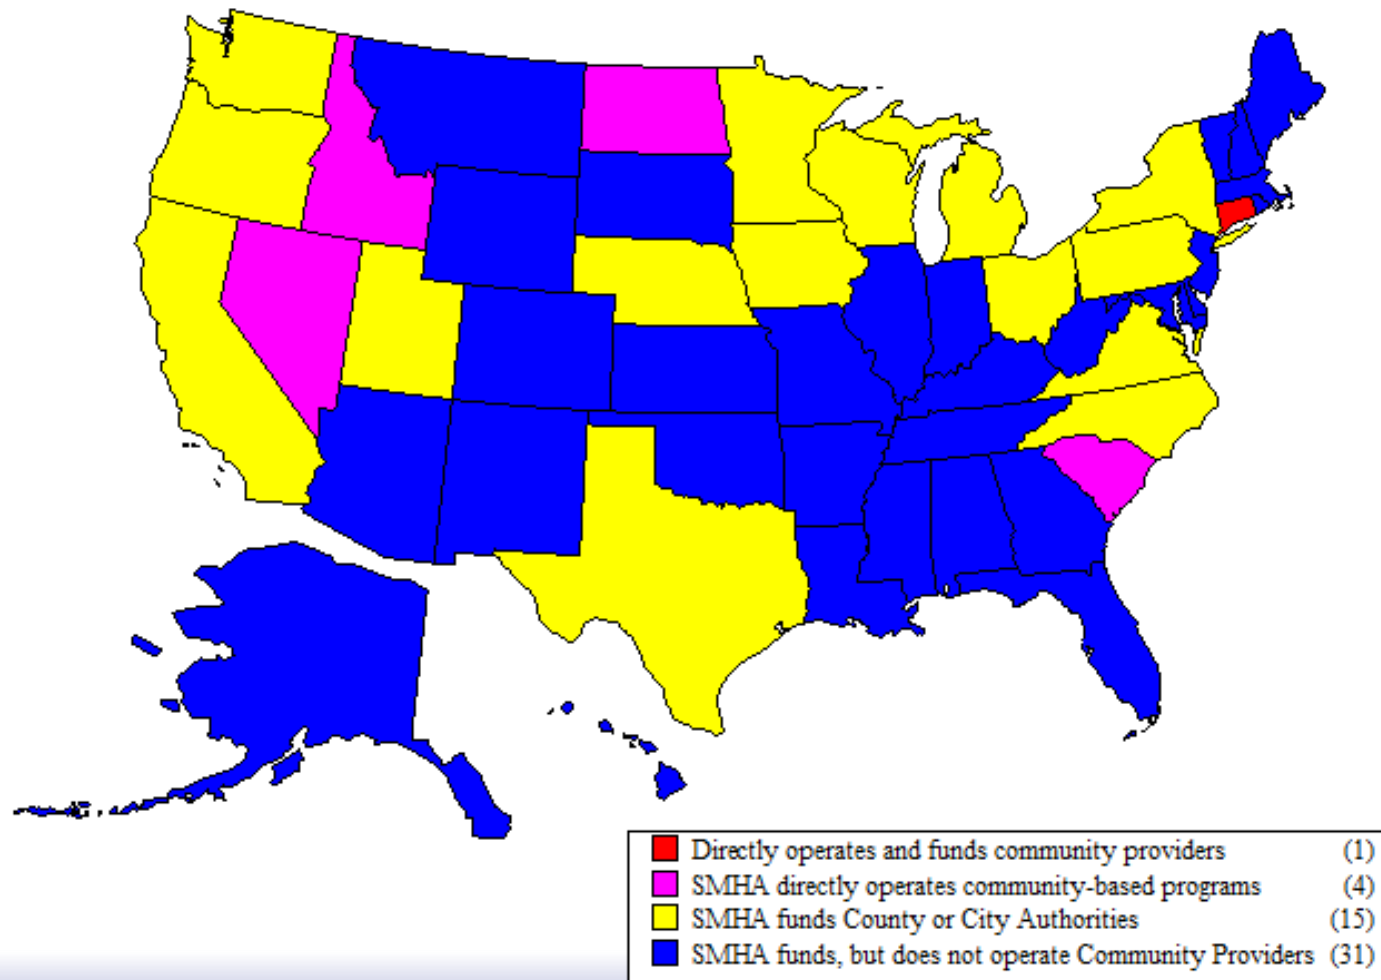 Directly operates and funds community providers (1)
SMHA directly operates community-based programs (4)
SMHA funds County or City Authorities (15)
SMHA funds, but does not operate Community Providers (31)